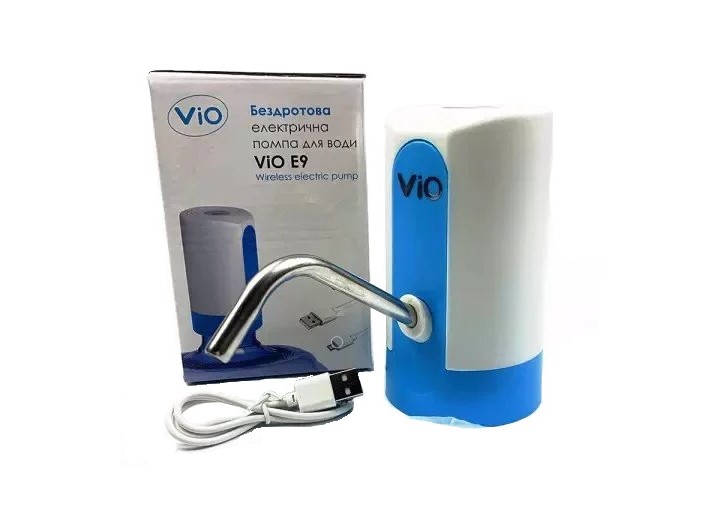 ViO
Бездротова
електрична
помпа для води
ViO E9
Wireless electric pump
ViO